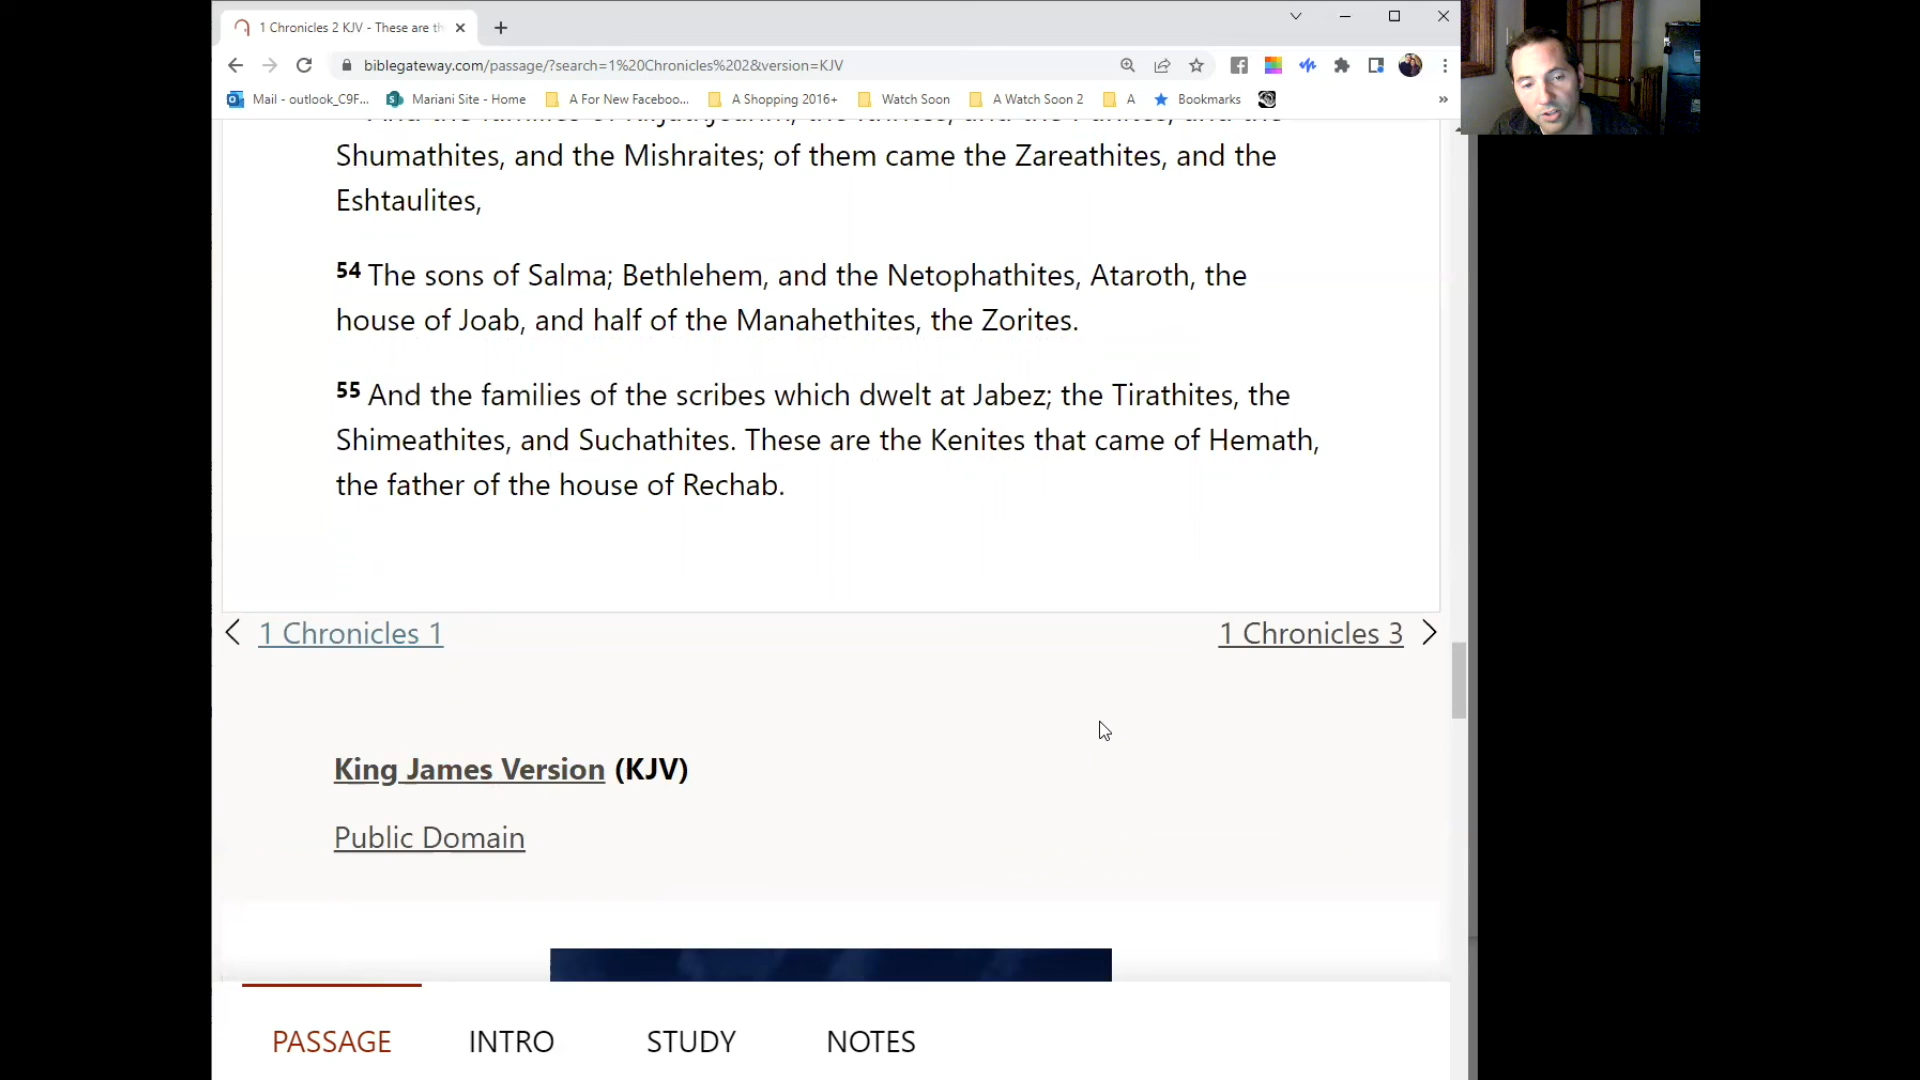 1 Chronicles 2 KJV - These are th
biblegateway.com/passage/?search=1%20Chronicles%202&version=KJV
Mail - outlook_C9F...
Mariani Site - Home
A For New Faceboo...
A Shopping 2016+
Watch Soon
A Watch Soon 2
A
Bookmarks
»
Shumathites, and the Mishraites; of them came the Zareathites, and the
Eshtaulites,
54 The sons of Salma; Bethlehem, and the Netophathites, Ataroth, the
house of Joab, and half of the Manahethites, the Zorites.
55 And the families of the scribes which dwelt at Jabez; the Tirathites, the
Shimeathites, and Suchathites. These are the Kenites that came of Hemath,
the father of the house of Rechab.
1 Chronicles 1
1 Chronicles 3
King James Version (KJV)
Public Domain
PASSAGE
INTRO
STUDY
NOTES